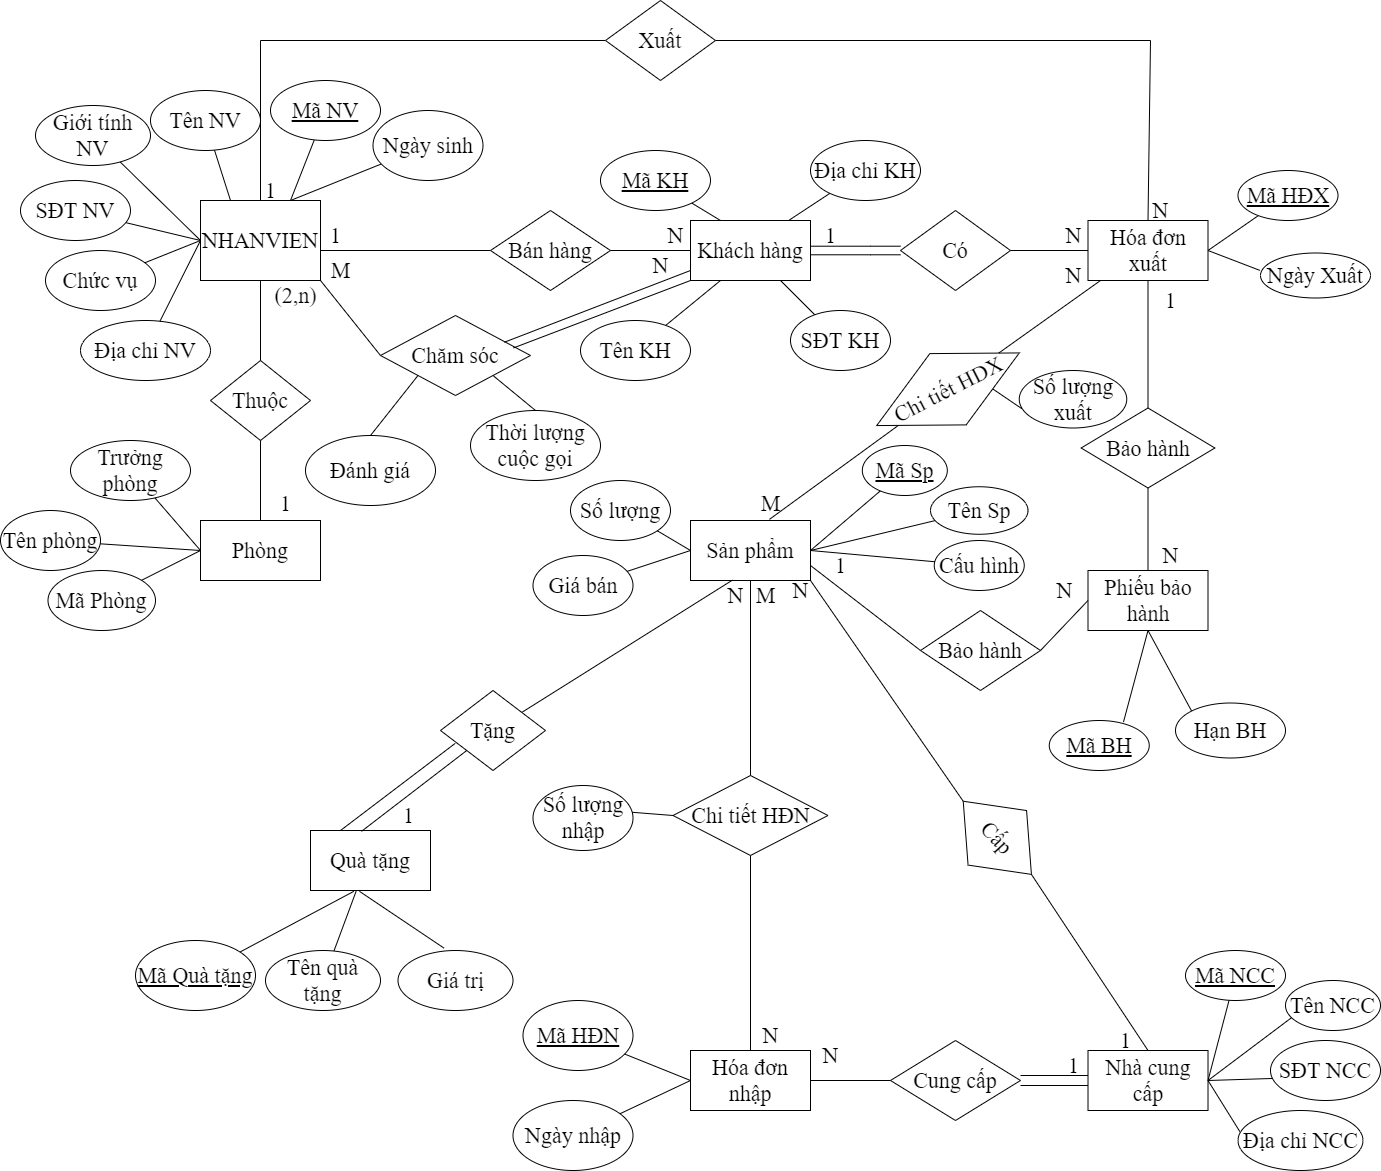 Xuất
Giới tính
NV
Tên NV
Mã NV
Ngày sinh
SĐT NV
Chức vụ
Địa chỉ NV
NHANVIEN
1
1
M
(2,n)
Bán hàng
N
N
Mã KH
Địa chỉ KH
Khách hàng
Tên KH
SĐT KH
1
Có
N
N
N
Hóa đơn
xuất
1
Mã HĐX
Ngày Xuất
Chăm sóc
Đánh giá
Thời lượng
cuộc gọi
Thuộc
1
Phòng
Trưởng
phòng
Tên phòng
Mã Phòng
Chi tiết HDX
Số lượng
xuất
Bảo hành
M
Sản phẩm
Số lượng
Giá bán
Mã Sp
Tên Sp
Cấu hình
1
N
M
N
Bảo hành
N
N
Phiếu bảo
hành
Mã BH
Hạn BH
Tặng
1
Quà tặng
Mã Quà tặng
Tên quà
tặng
Giá trị
Số lượng
nhập
Chi tiết HĐN
Cấp
N
Hóa đơn
nhập
Mã HĐN
Ngày nhập
N
Cung cấp
1
1
Nhà cung
cấp
Mã NCC
Tên NCC
SĐT NCC
Địa chỉ NCC